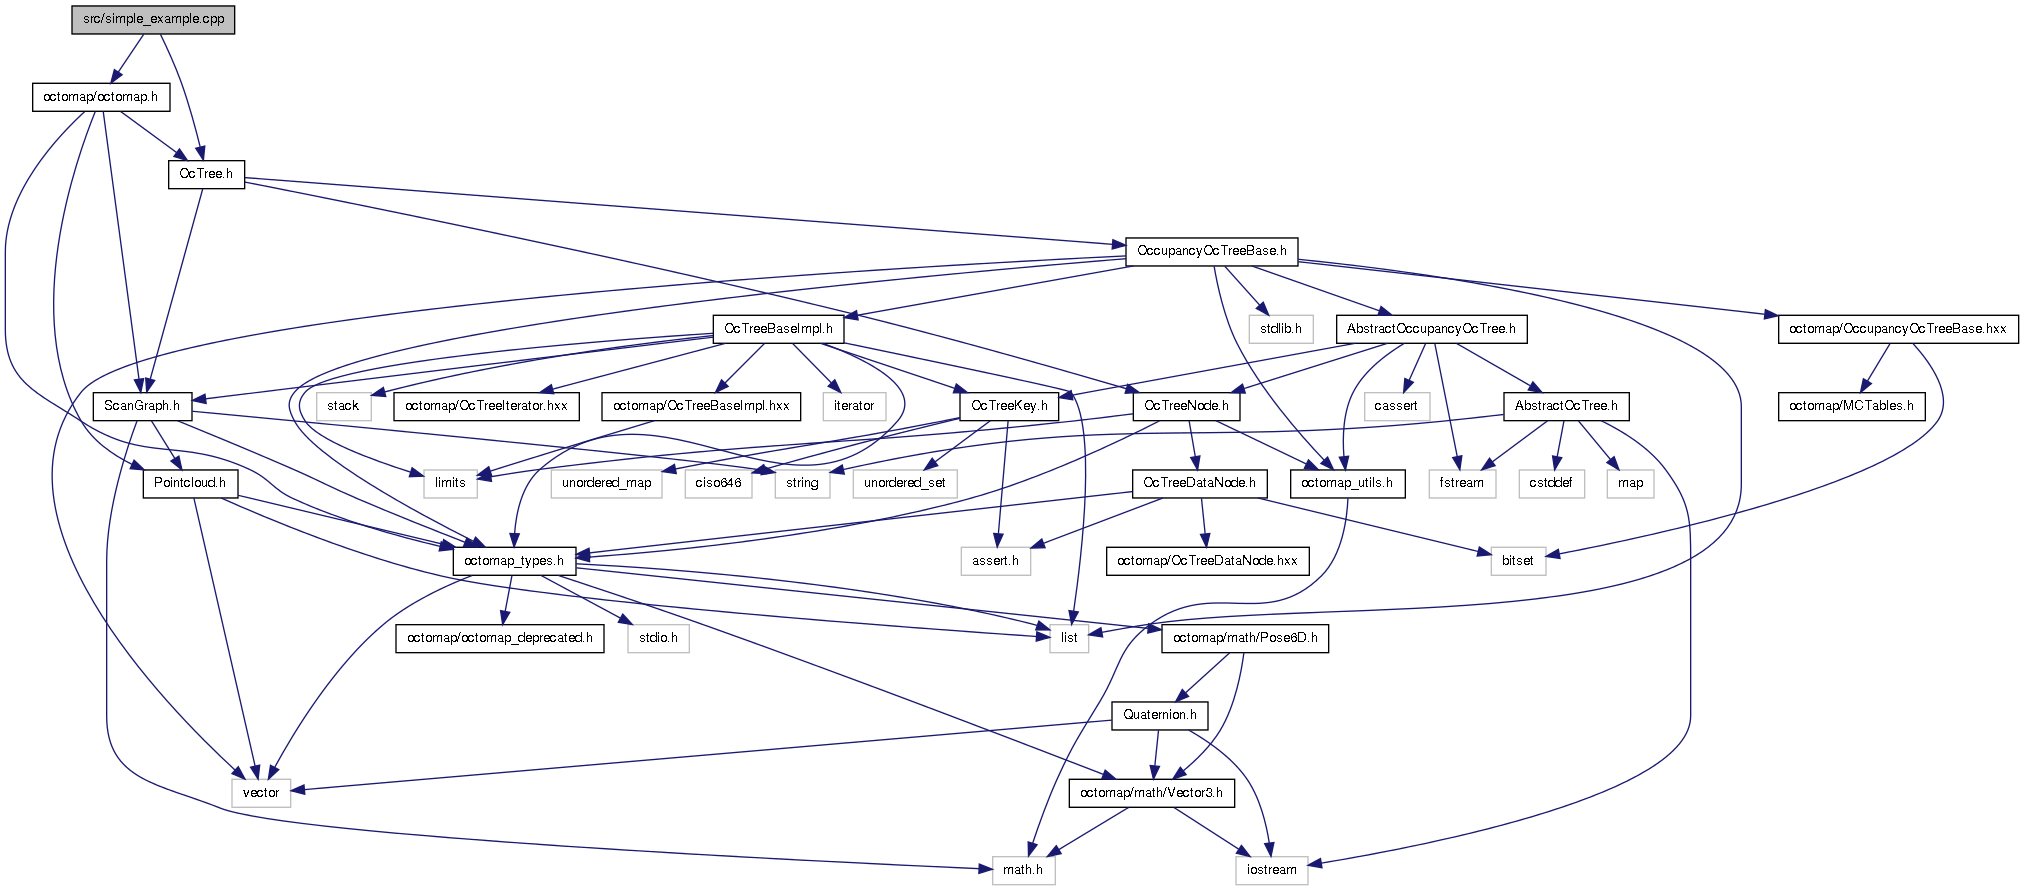 src/simple_example.cpp
octomap/octomap.h
OcTree.h
OccupancyOcTreeBase.h
OcTreeBaseImpl.h
stdlib.h
AbstractOccupancyOcTree.h
octomap/OccupancyOcTreeBase.hxx
ScanGraph.h
stack
octomap/OcTreeIterator.hxx
octomap/OcTreeBaseImpl.hxx
iterator
OcTreeKey.h
OcTreeNode.h
cassert
AbstractOcTree.h
octomap/MCTables.h
Pointcloud.h
limits
unordered_map
ciso646
string
unordered_set
OcTreeDataNode.h
octomap_utils.h
fstream
cstddef
map
octomap_types.h
assert.h
octomap/OcTreeDataNode.hxx
bitset
octomap/octomap_deprecated.h
stdio.h
list
octomap/math/Pose6D.h
Quaternion.h
vector
octomap/math/Vector3.h
math.h
iostream